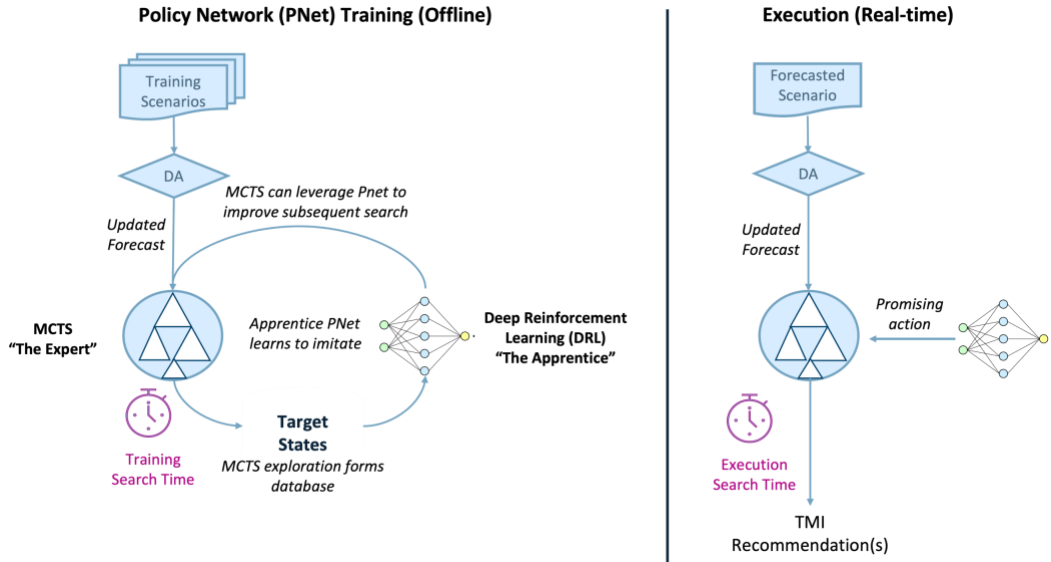 Policy Network (PNet) Training (Offline)
Training
Scenarios
DA
MCTS can leverage Pnet to
improve subsequent search
Updated
Forecast
MCTS
“The Expert”
Apprentice PNet
learns to imitate
Deep Reinforcement
Learning (DRL)
“The Apprentice”
Training
Search Time
Target
States
MCTS exploration forms
database
Execution (Real-time)
Forecasted
Scenario
DA
Updated
Forecast
Promising
action
Execution
Search Time
TMI
Recommendation(s)